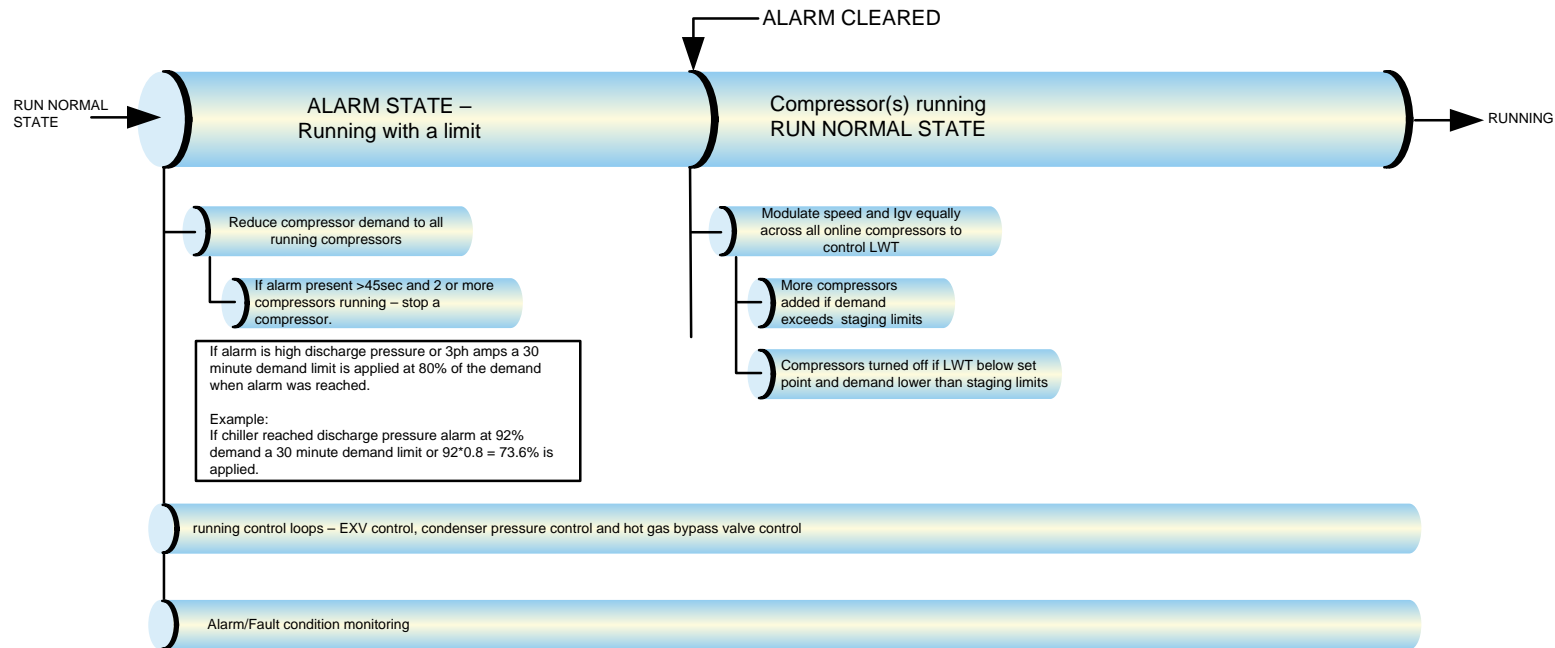 ALARM CLEARED
RUN NORMAL
STATE
ALARM STATE –
Running with a limit
Compressor(s) running
RUN NORMAL STATE
RUNNING
Reduce compressor demand to all
running compressors
If alarm present >45sec and 2 or more
compressors running – stop a
compressor.
If alarm is high discharge pressure or 3ph amps a 30
minute demand limit is applied at 80% of the demand
when alarm was reached.
Example:
If chiller reached discharge pressure alarm at 92%
demand a 30 minute demand limit or 92*0.8 = 73.6% is
applied.
Modulate speed and Igv equally
across all online compressors to
control LWT
More compressors
added if demand
exceeds staging limits
Compressors turned off if LWT below set
point and demand lower than staging limits
running control loops – EXV control, condenser pressure control and hot gas bypass valve control
Alarm/Fault condition monitoring